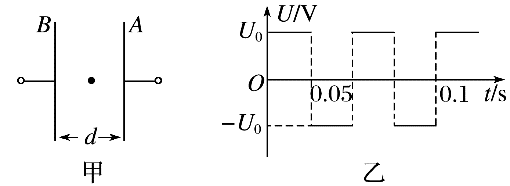 B A
d
甲
U/V
U₀
O 0.05 0.1 t/s
−U₀
乙